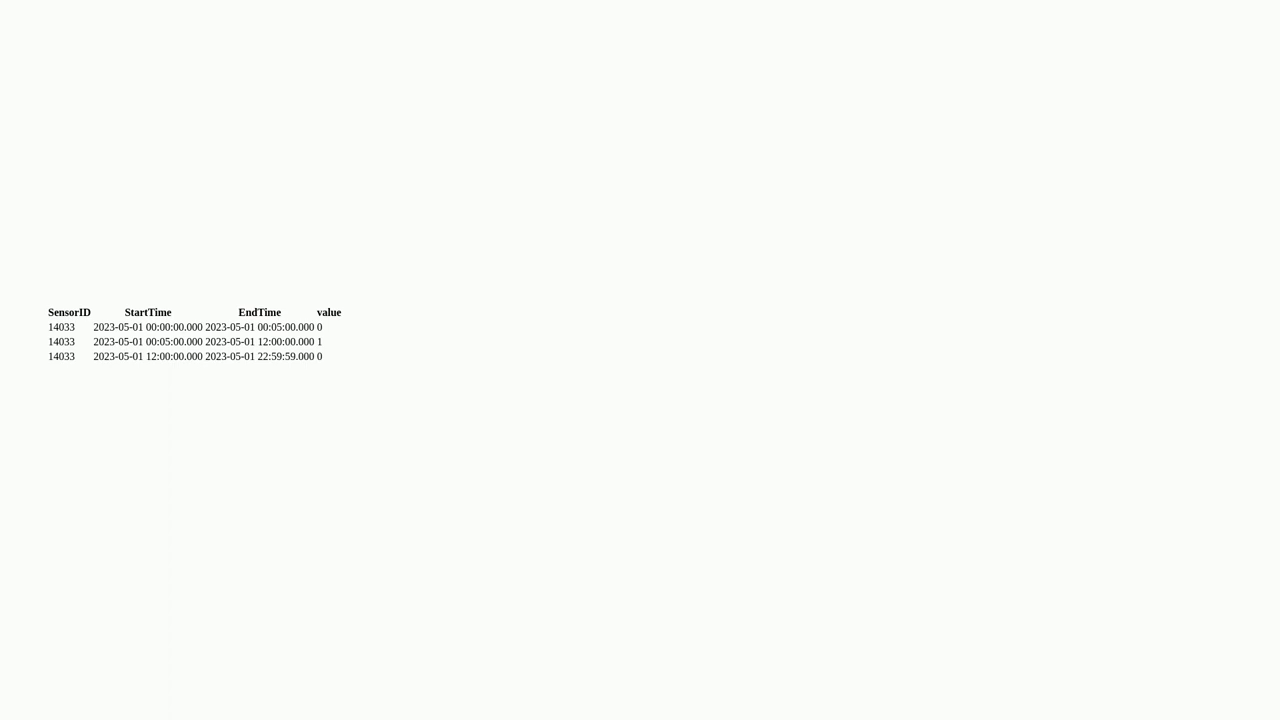 SensorID StartTime EndTime value
14033 2023-05-01 00:00:00.000 2023-05-01 00:05:00.000 0
14033 2023-05-01 00:05:00.000 2023-05-01 12:00:00.000 1
14033 2023-05-01 12:00:00.000 2023-05-01 22:59:59.000 0